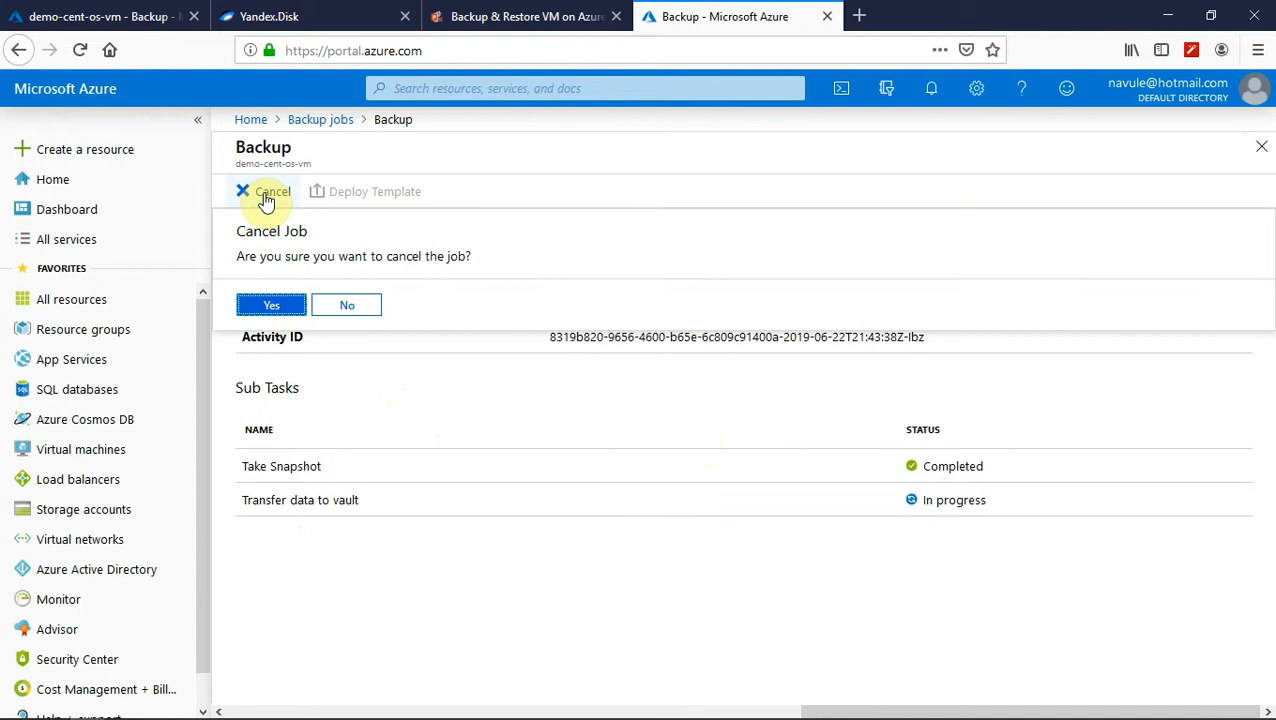 demo-cent-os-vm - Backup -
Yandex.Disk
Backup & Restore VM on Azure
Backup - Microsoft Azure
https://portal.azure.com
Microsoft Azure
Search resources, services, and docs
navule@hotmail.com
DEFAULT DIRECTORY
Create a resource
Home
Dashboard
All services
FAVORITES
All resources
Resource groups
App Services
SQL databases
Azure Cosmos DB
Virtual machines
Load balancers
Storage accounts
Virtual networks
Azure Active Directory
Monitor
Advisor
Security Center
Cost Management + Bill...
Home > Backup jobs > Backup
Backup
demo-cent-os-vm
Cancel
Deploy Template
Cancel Job
Are you sure you want to cancel the job?
Yes
No
Activity ID 8319b820-9656-4600-b65e-6c809c91400a-2019-06-22T21:43:38Z-Ibz
Sub Tasks
NAME STATUS
Take Snapshot Completed
Transfer data to vault In progress